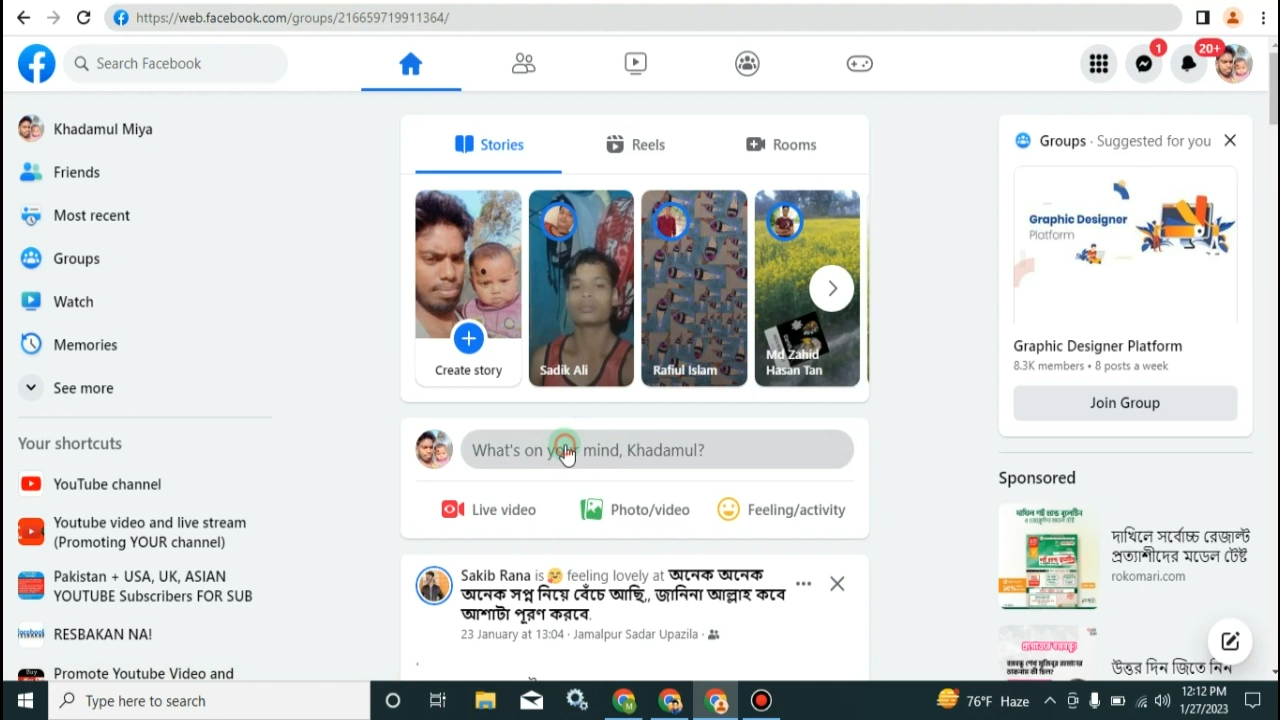 https://web.facebook.com/groups/216659719911364/
Search Facebook
1
20+
Khadamul Miya
Friends
Most recent
Groups
Watch
Memories
See more
Your shortcuts
YouTube channel
Youtube video and live stream
(Promoting YOUR channel)
Pakistan + USA, UK, ASIAN
YOUTUBE Subscribers FOR SUB
RESBAKAN NA!
Promote Youtube Video and
Stories
Reels
Rooms
Create story
Sadik Ali
Rafiul Islam
Md Zahid
Hasan Tan
What's on your mind, Khadamul?
Live video
Photo/video
Feeling/activity
Sakib Rana is feeling lovely at অনেক অনেক
অনেক সপ্ন নিয়ে বেঁচে আছি,, জানিনা আল্লাহ কবে
আশাটা পূরণ করবে.
23 January at 13:04 · Jamalpur Sadar Upazila ·
Groups · Suggested for you
Graphic Designer
Platform
Graphic Designer Platform
8.3K members • 8 posts a week
Join Group
Sponsored
দাখিলে সর্বোচ্চ রেজাল্ট
প্রত্যাশীদের মডেল টেষ্ট
rokomari.com
উত্তর দিন জিতে নিন
Type here to search
76°F Haze
12:12 PM
1/27/2023